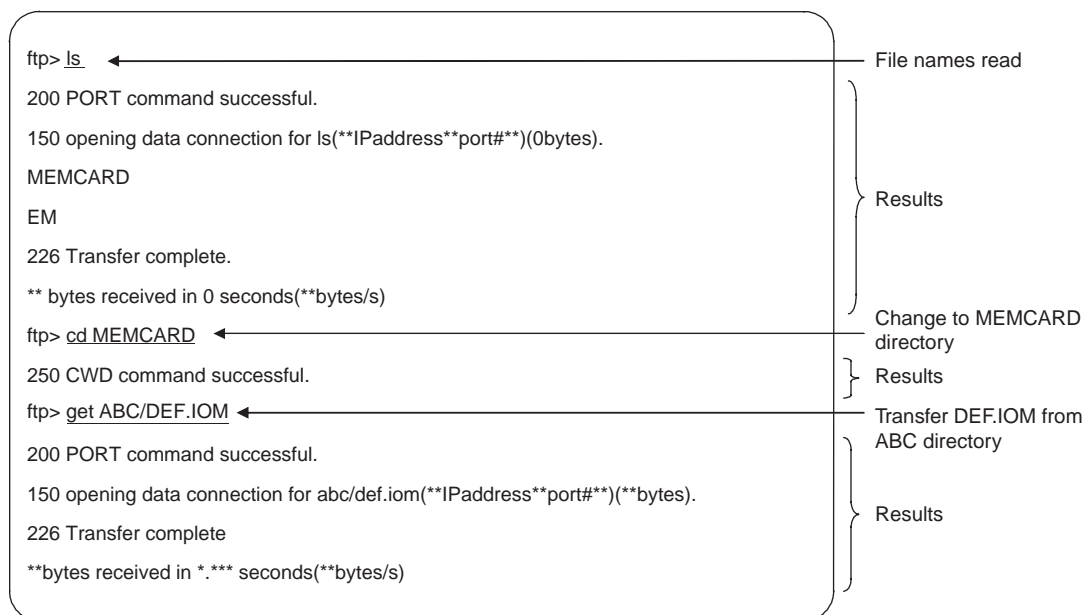 ftp> ls
File names read
200 PORT command successful.
150 opening data connection for ls(**IPaddress**port#**)(0bytes).
MEMCARD
Results
EM
226 Transfer complete.
** bytes received in 0 seconds(**bytes/s)
ftp> cd MEMCARD
Change to MEMCARD
directory
250 CWD command successful.
Results
ftp> get ABC/DEF.IOM
Transfer DEF.IOM from
ABC directory
200 PORT command successful.
150 opening data connection for abc/def.iom(**IPaddress**port#**)(**bytes).
Results
226 Transfer complete
**bytes received in *.*** seconds(**bytes/s)